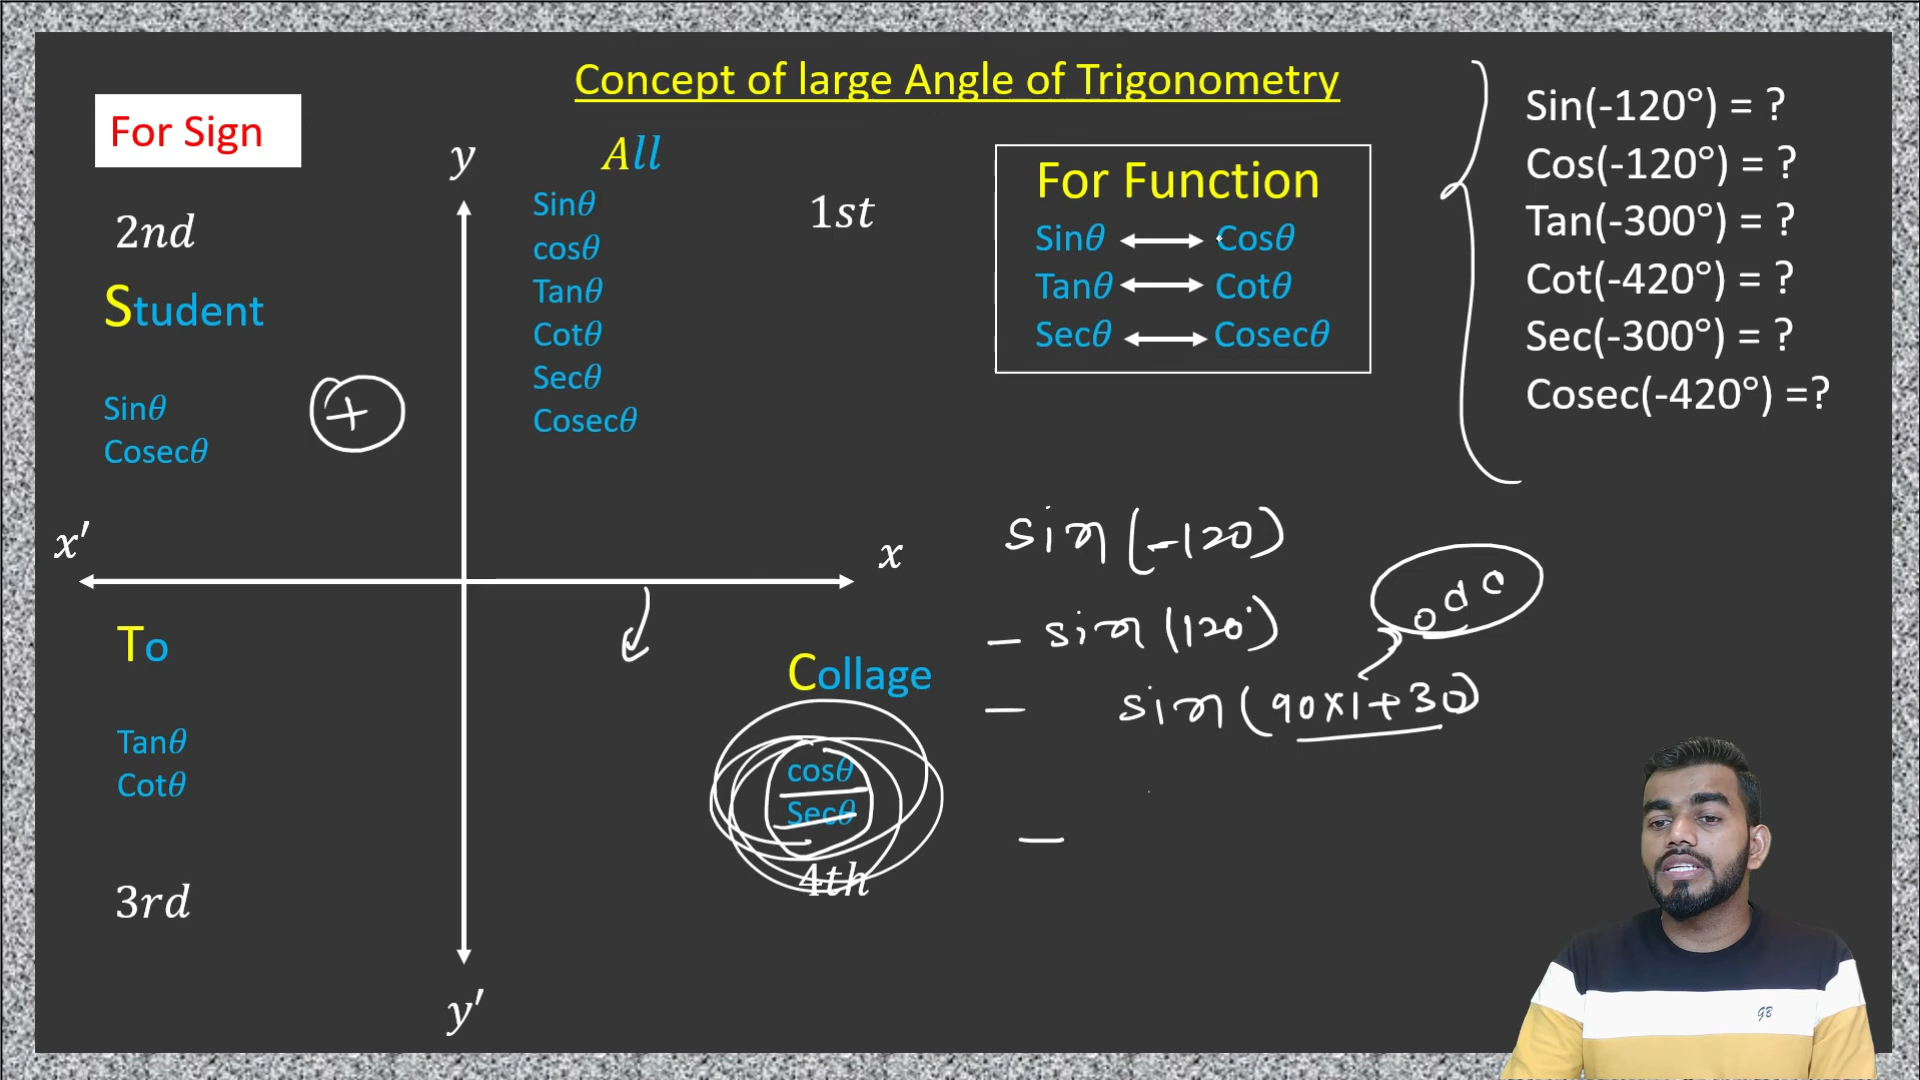 Concept of large Angle of Trigonometry
For Sign
y
All
1st
2nd
Student
Sinθ
Cosecθ
+
Sinθ
cosθ
Tanθ
Cotθ
Secθ
Cosecθ
For Function
Sinθ Cosθ
Tanθ Cotθ
Secθ Cosecθ
Sin(-120°) = ?
Cos(-120°) = ?
Tan(-300°) = ?
Cot(-420°) = ?
Sec(-300°) = ?
Cosec(-420°) =?
x′
x
To
Tanθ
Cotθ
3rd
Collage
cosθ
Secθ
4th
y′
sin (-120)
- sin (120°)
- sin (90x1+30)
-
GB